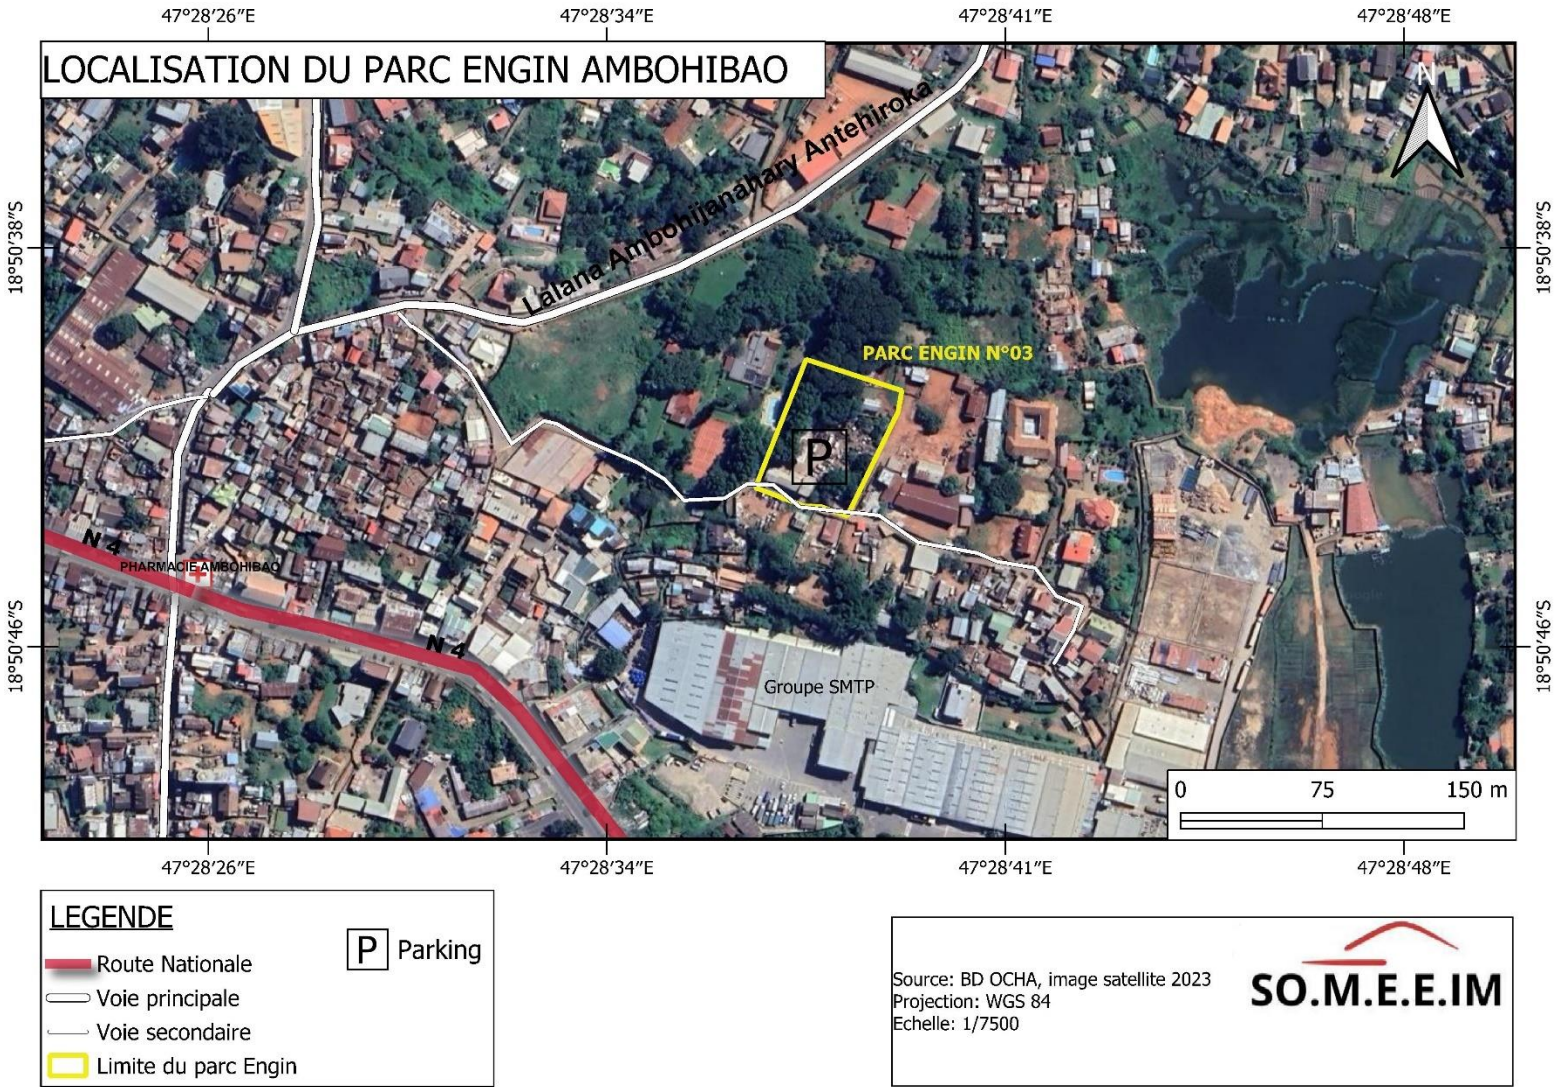 47°28′26″E 47°28′34″E 47°28′41″E 47°28′48″E
LOCALISATION DU PARC ENGIN AMBOHIBAO
N
Lalana Ambohijanahary Antehiroka
18°50′38″S 18°50′38″S
PARC ENGIN N°03
P
N 4
PHARMACIE AMBOHIBAO
N 4
18°50′46″S 18°50′46″S
Groupe SMTP
0 75 150 m
47°28′26″E 47°28′34″E 47°28′41″E 47°28′48″E
LEGENDE
Route Nationale
Voie principale
Voie secondaire
Limite du parc Engin
P Parking
Source: BD OCHA, image satellite 2023
Projection: WGS 84
Echelle: 1/7500
SO.M.E.E.IM